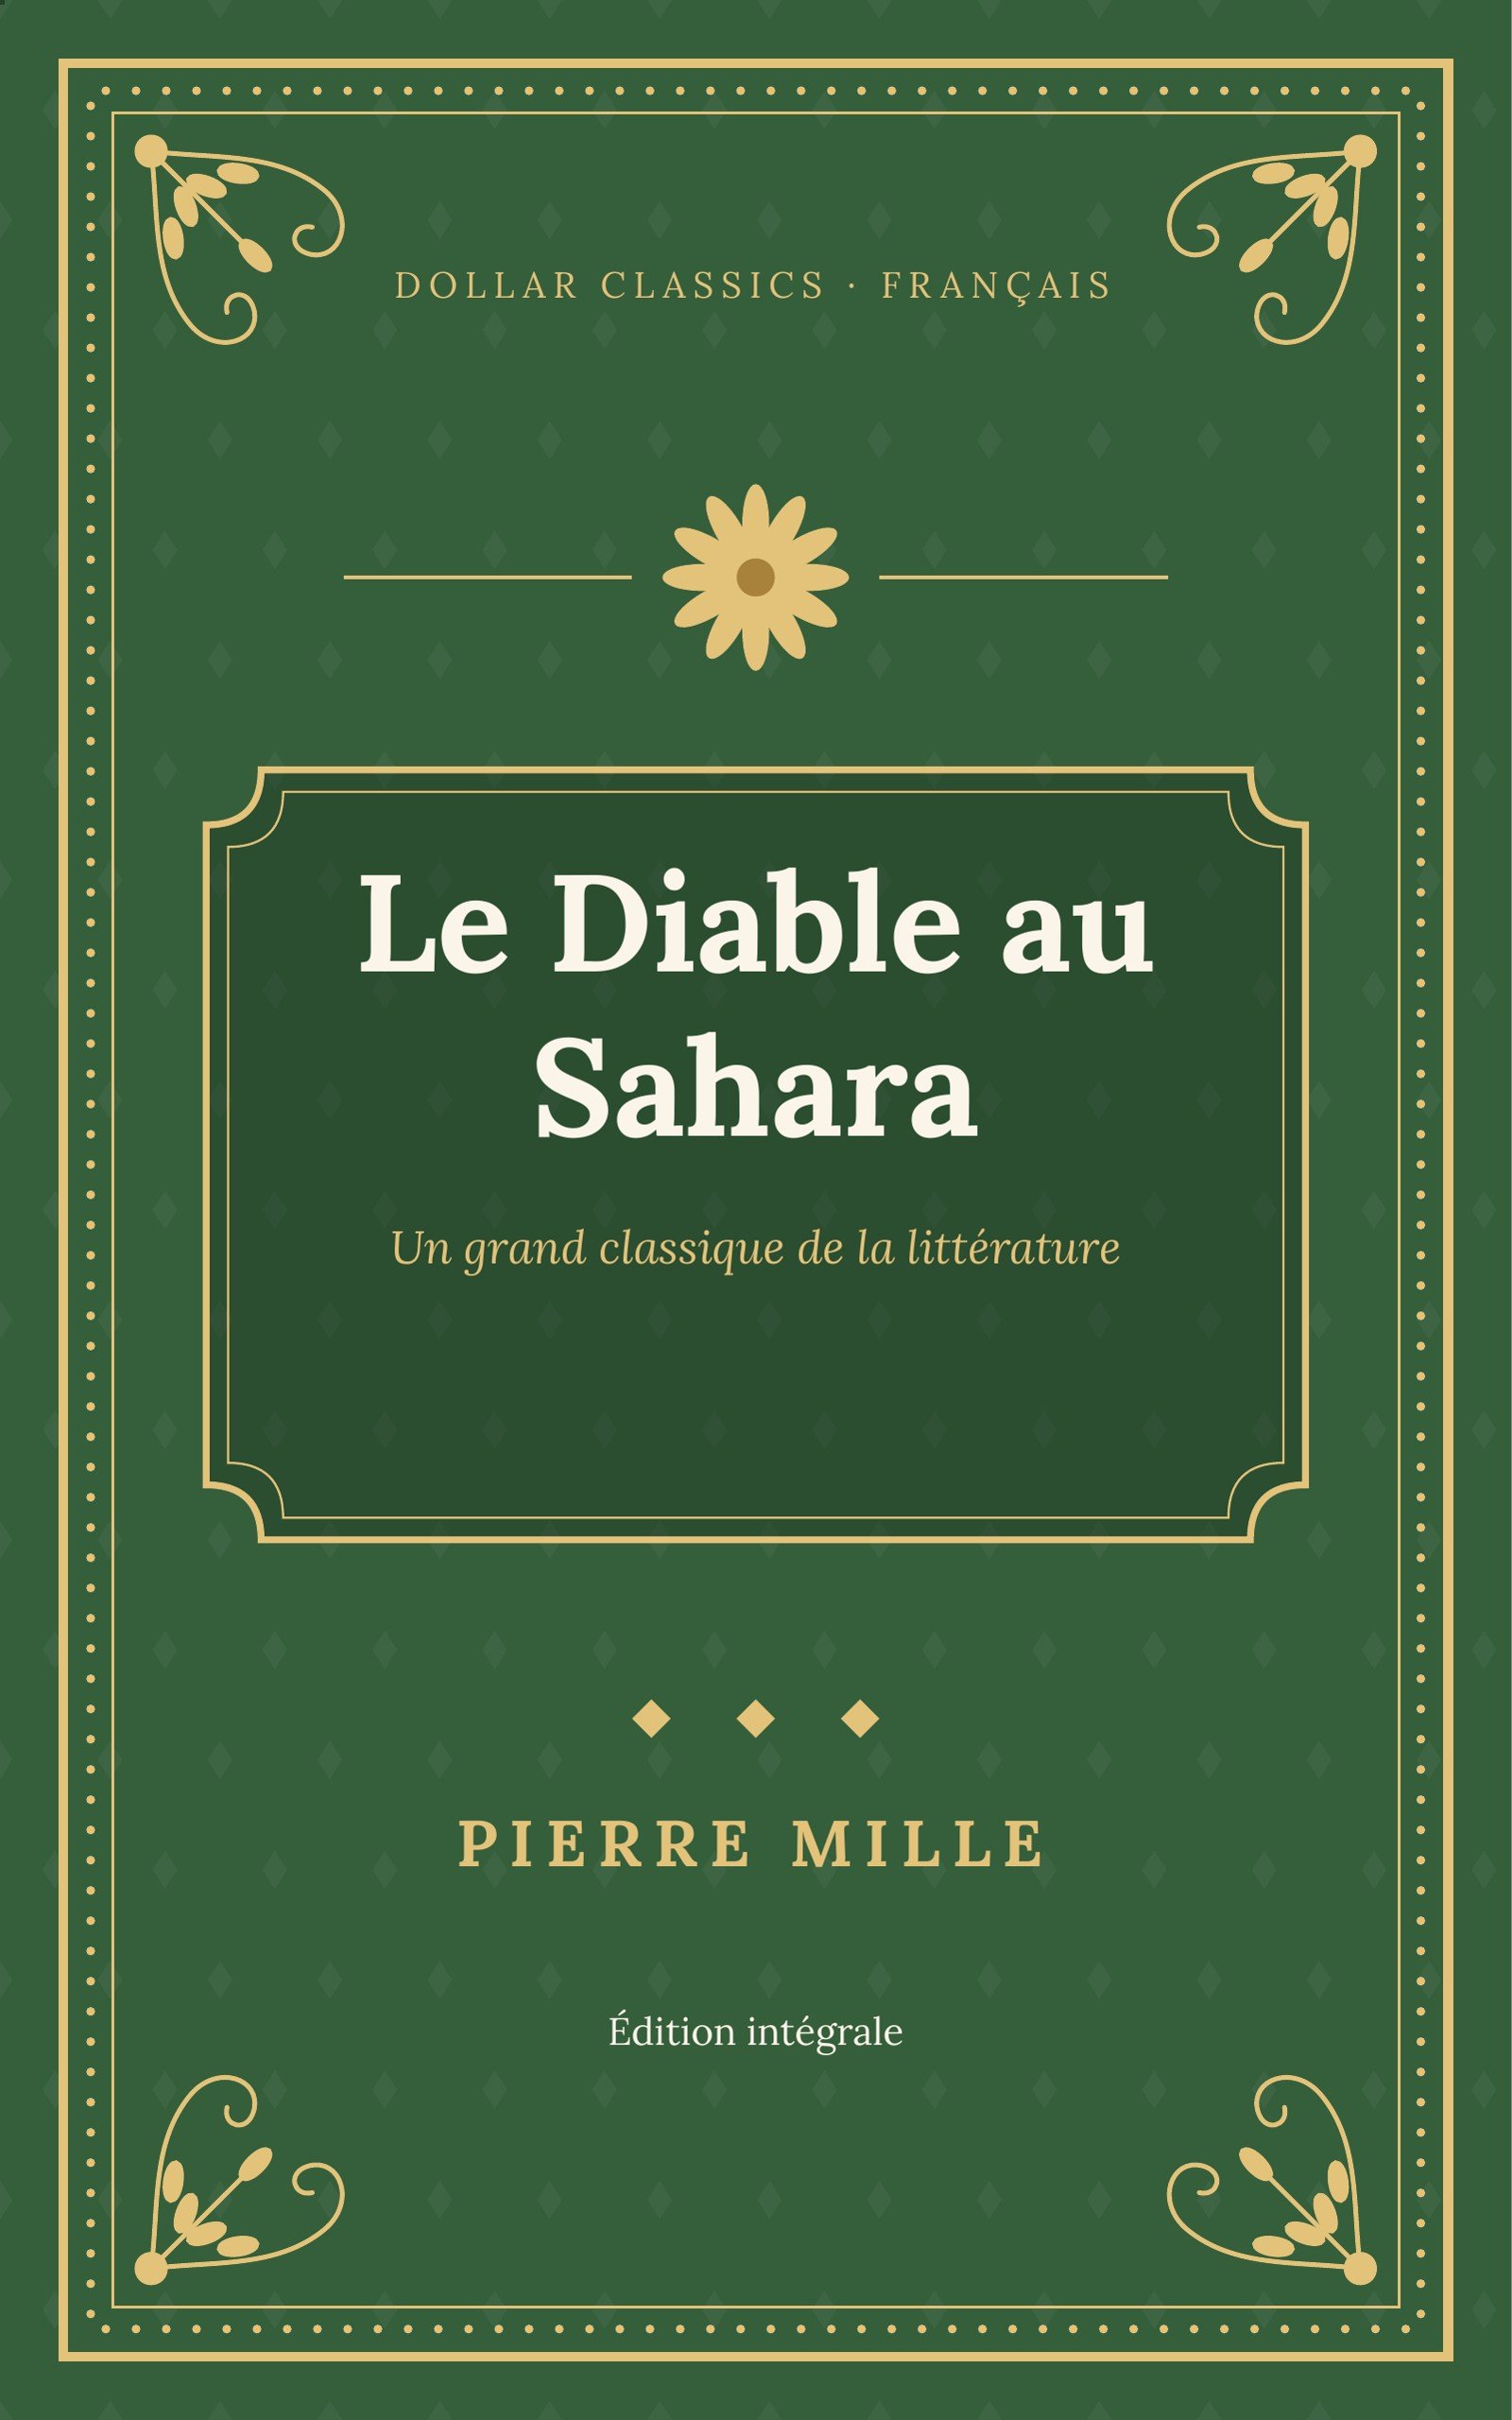 DOLLAR CLASSICS · FRANÇAIS
Le Diable au
Sahara
Un grand classique de la littérature
PIERRE MILLE
Édition intégrale